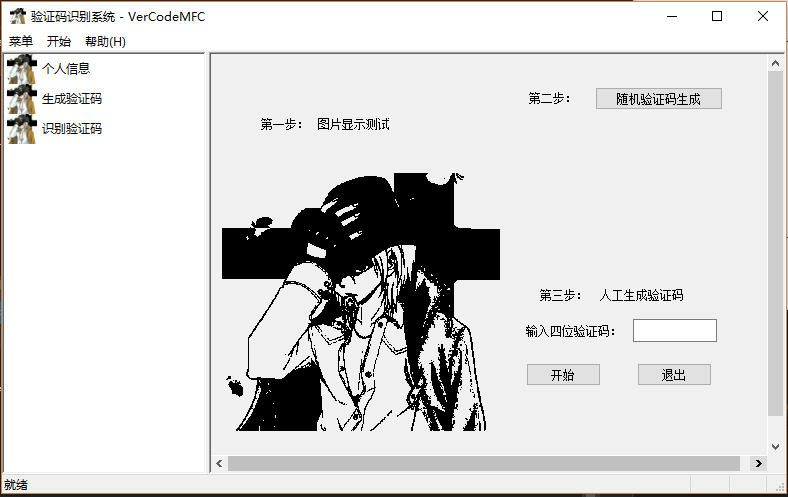 验证码识别系统 - VerCodeMFC
菜单 开始 帮助(H)
个人信息
生成验证码
识别验证码
第一步： 图片显示测试
第二步： 随机验证码生成
第三步： 人工生成验证码
输入四位验证码：
开始 退出
就绪